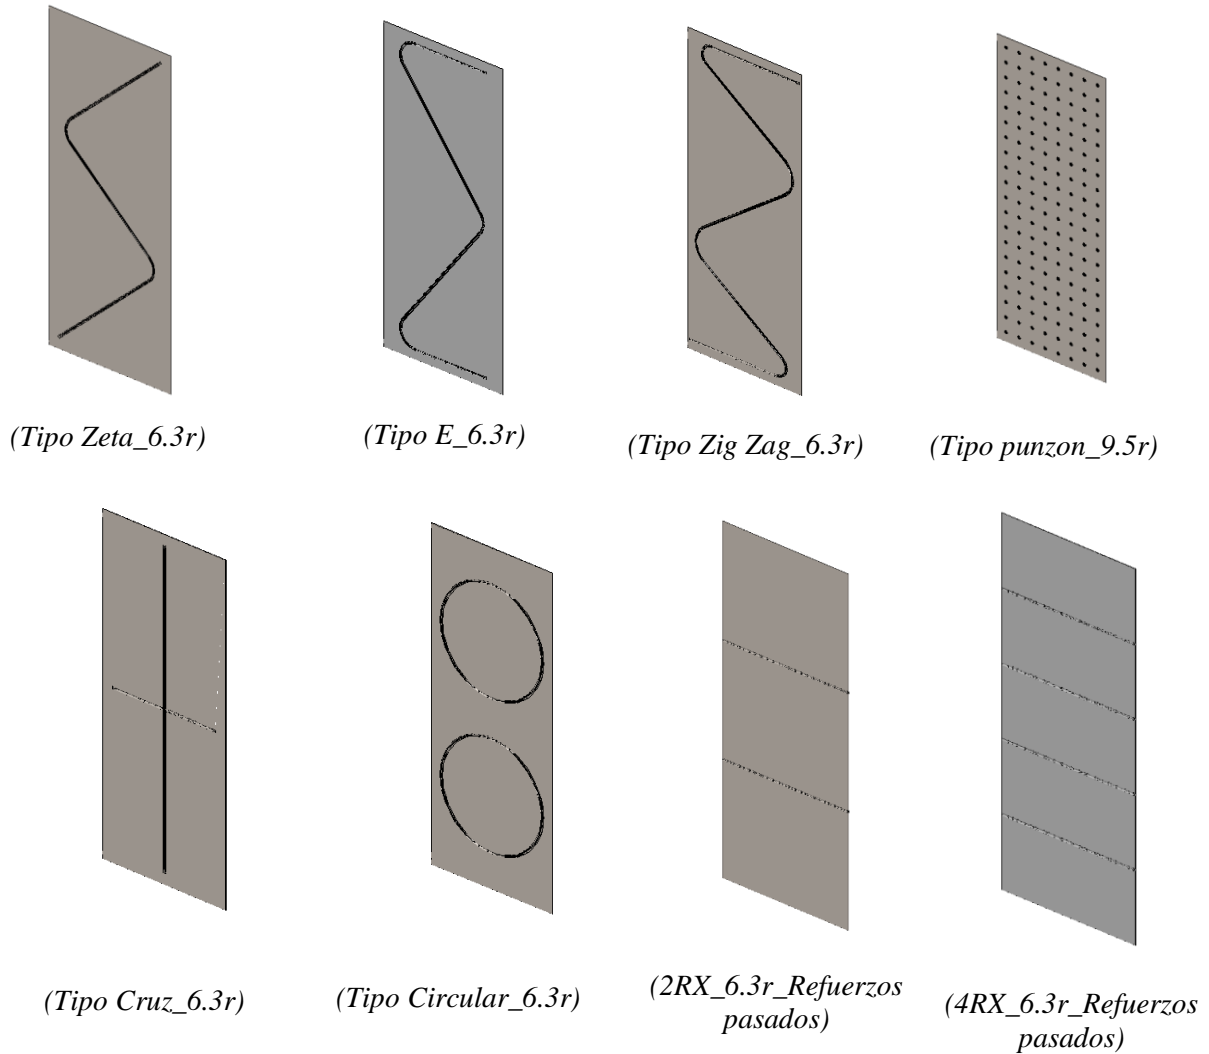 (Tipo Zeta_6.3r)
(Tipo E_6.3r)
(Tipo Zig Zag_6.3r)
(Tipo punzon_9.5r)
(Tipo Cruz_6.3r)
(Tipo Circular_6.3r)
(2RX_6.3r_Refuerzos
pasados)
(4RX_6.3r_Refuerzos
pasados)